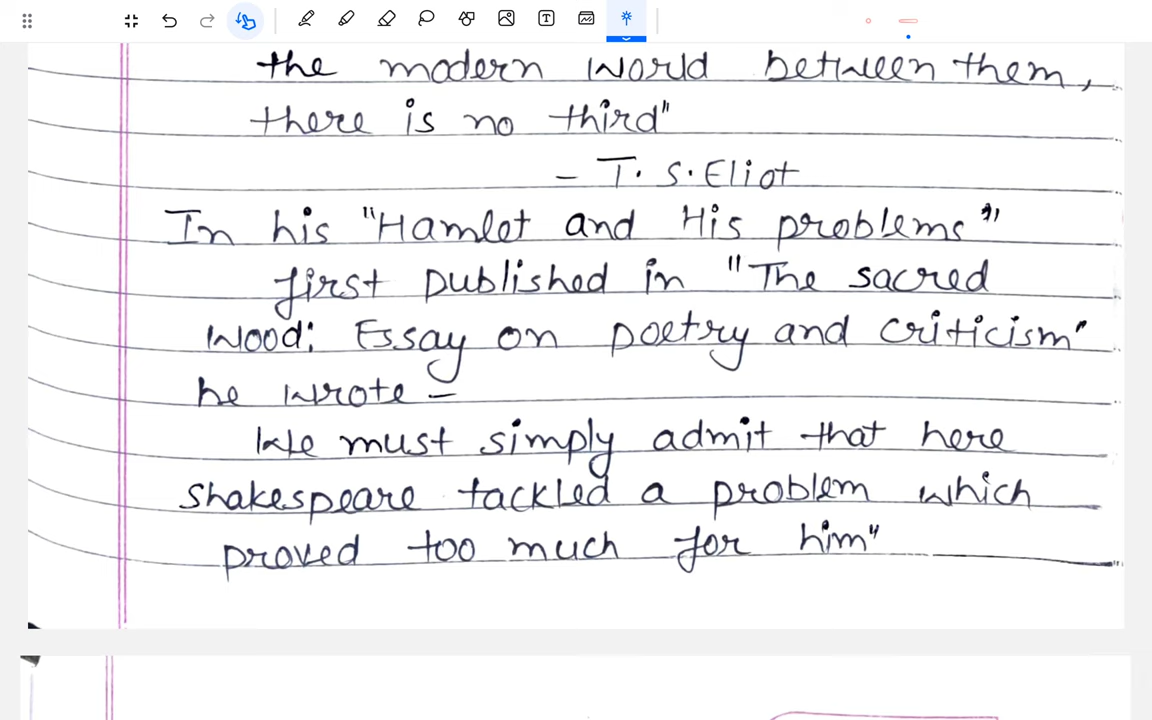 the modern world between them,
there is no third"
- T. S. Eliot
In his "Hamlet and His problems"
first published in "The sacred
Wood: Essay on poetry and criticism"
he wrote -
We must simply admit that here
Shakespeare tackled a problem which
proved too much for him"